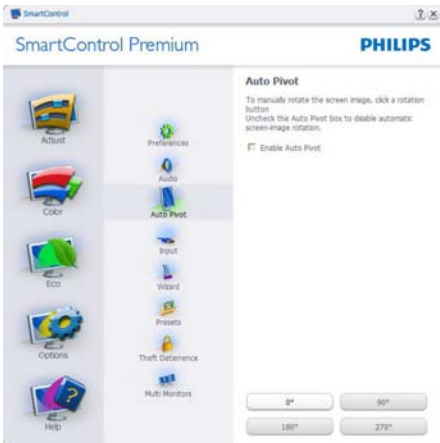 SmartControl
SmartControl Premium
PHILIPS
Adjust
Color
Eco
Options
Help
Preferences
Audio
Auto Pivot
Input
Wizard
Presets
Theft Deterrence
Multi Monitors
Auto Pivot
To manually rotate the screen image, click a rotation
button
Uncheck the Auto Pivot box to disable automatic
screen-image rotation.
Enable Auto Pivot
0°
90°
180°
270°